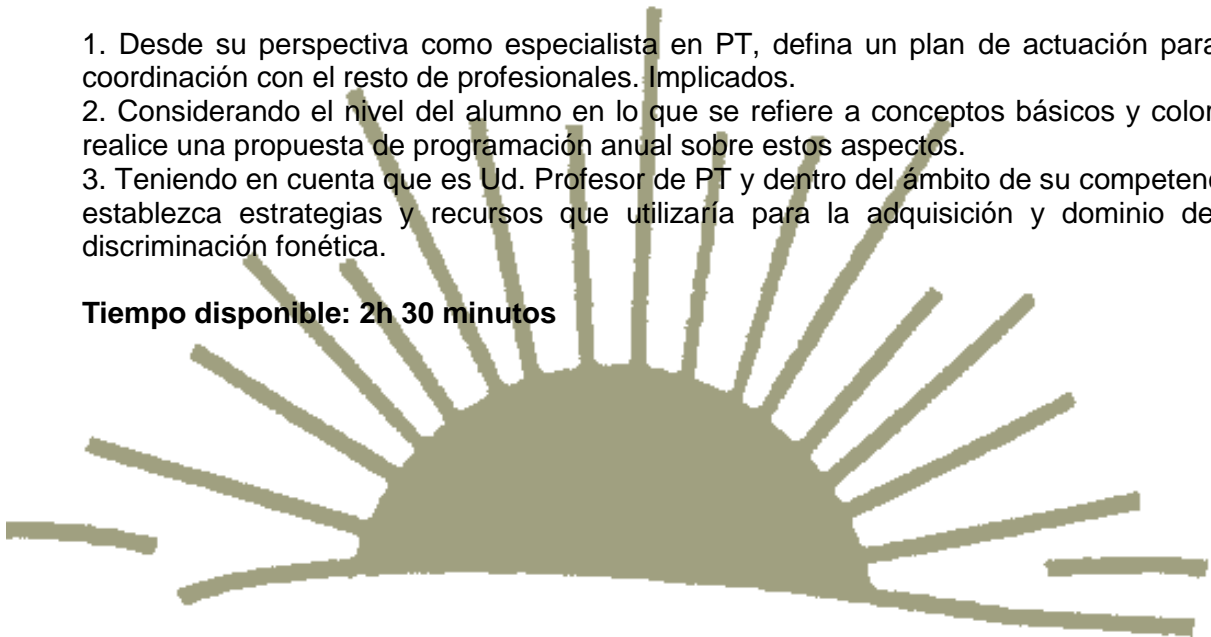 1. Desde su perspectiva como especialista en PT, defina un plan de actuación para
coordinación con el resto de profesionales. Implicados.
2. Considerando el nivel del alumno en lo que se refiere a conceptos básicos y color
realice una propuesta de programación anual sobre estos aspectos.
3. Teniendo en cuenta que es Ud. Profesor de PT y dentro del ámbito de su
establezca estrategias y recursos que utilizaría para la adquisición y dominio de
discriminación fonética.
Tiempo disponible: 2h 30 minutos